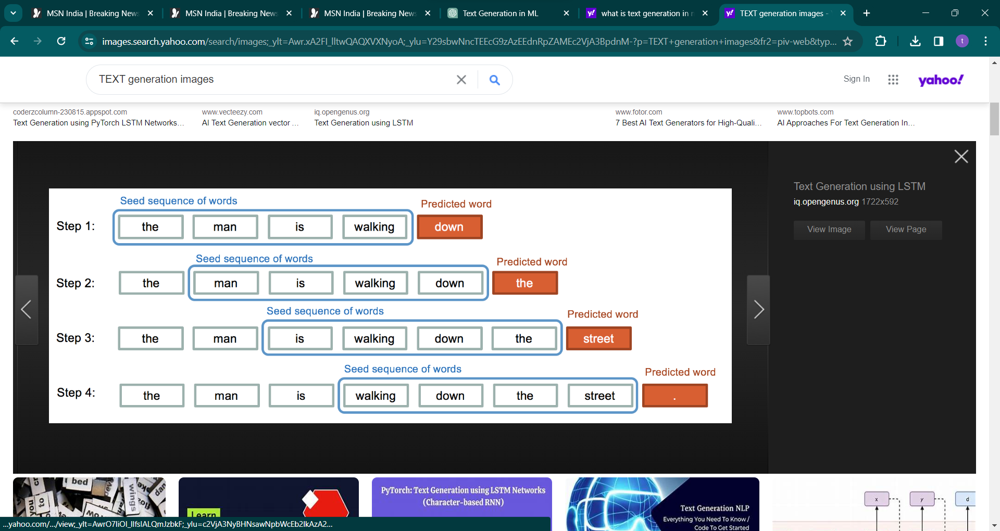 MSN India | Breaking News
MSN India | Breaking News
MSN India | Breaking News
Text Generation in ML
what is text generation in
TEXT generation images -
images.search.yahoo.com/search/images;_ylt=Awr.xA2FI_lltwQAQXVXNyoA;_ylu=Y29sbwNncTEEcG9zAzEEdnRpZAMEc2VjA3BpdnM-?p=TEXT+generation+images&fr2=piv-web&typ...
t
TEXT generation images
Sign In
yahoo!
coderzcolumn-230815.appspot.com
Text Generation using PyTorch LSTM Networks...
www.vecteezy.com
AI Text Generation vector ...
iq.opengenus.org
Text Generation using LSTM
www.fotor.com
7 Best AI Text Generators for High-Quali...
www.topbots.com
AI Approaches For Text Generation In...
Text Generation using LSTM
iq.opengenus.org 1722x592
View Image View Page
Seed sequence of words Predicted word
Step 1: the man is walking down
Seed sequence of words Predicted word
Step 2: the man is walking down the
Seed sequence of words Predicted word
Step 3: the man is walking down the street
Seed sequence of words Predicted word
Step 4: the man is walking down the street .
bed
wings
you
to
Learn
PyTorch: Text Generation using LSTM Networks
(Character-based RNN)
Text Generation NLP
Everything You Need To Know /
Code To Get Started
x y d
...yahoo.com/.../view;_ylt=AwrO7IiOI_llfsIALQmJzbkF;_ylu=c2VjA3NyBHNsawNpbWcEb2lkAzA2...